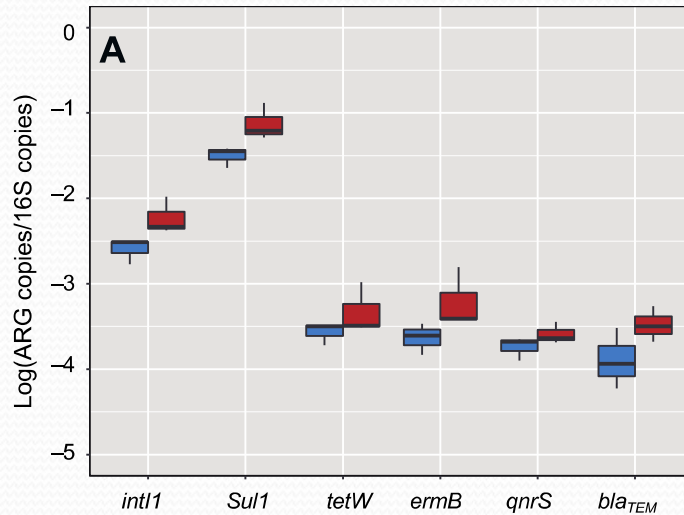 A
Log(ARG copies/16S copies)
0
–1
–2
–3
–4
–5
intI1 Sul1 tetW ermB qnrS blaTEM